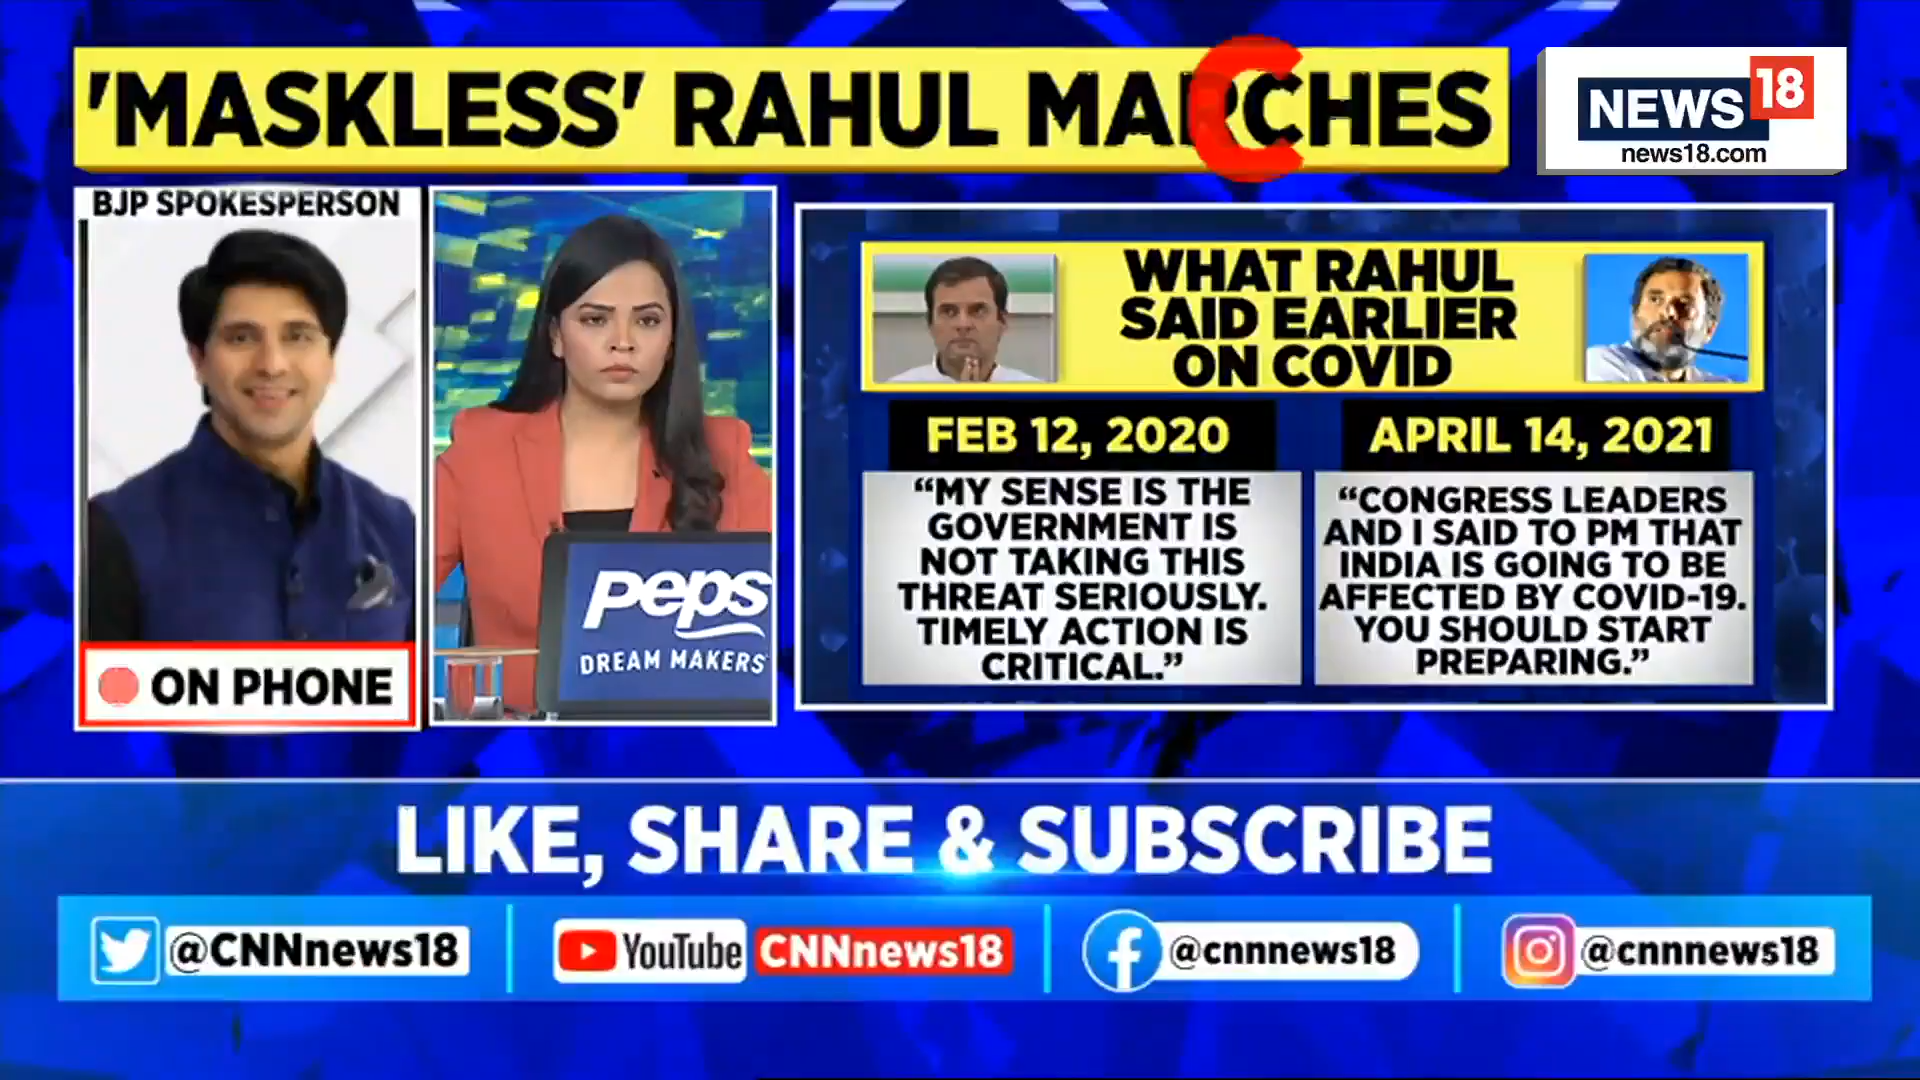 'MASKLESS' RAHUL MARCHES
NEWS 18
news18.com
BJP SPOKESPERSON
ON PHONE
peps
DREAM MAKERS
WHAT RAHUL
SAID EARLIER
ON COVID
FEB 12, 2020
“MY SENSE IS THE
GOVERNMENT IS
NOT TAKING THIS
THREAT SERIOUSLY.
TIMELY ACTION IS
CRITICAL.”
APRIL 14, 2021
“CONGRESS LEADERS
AND I SAID TO PM THAT
INDIA IS GOING TO BE
AFFECTED BY COVID-19.
YOU SHOULD START
PREPARING.”
LIKE, SHARE & SUBSCRIBE
@CNNnews18
YouTube CNNnews18
@cnnnews18
@cnnnews18